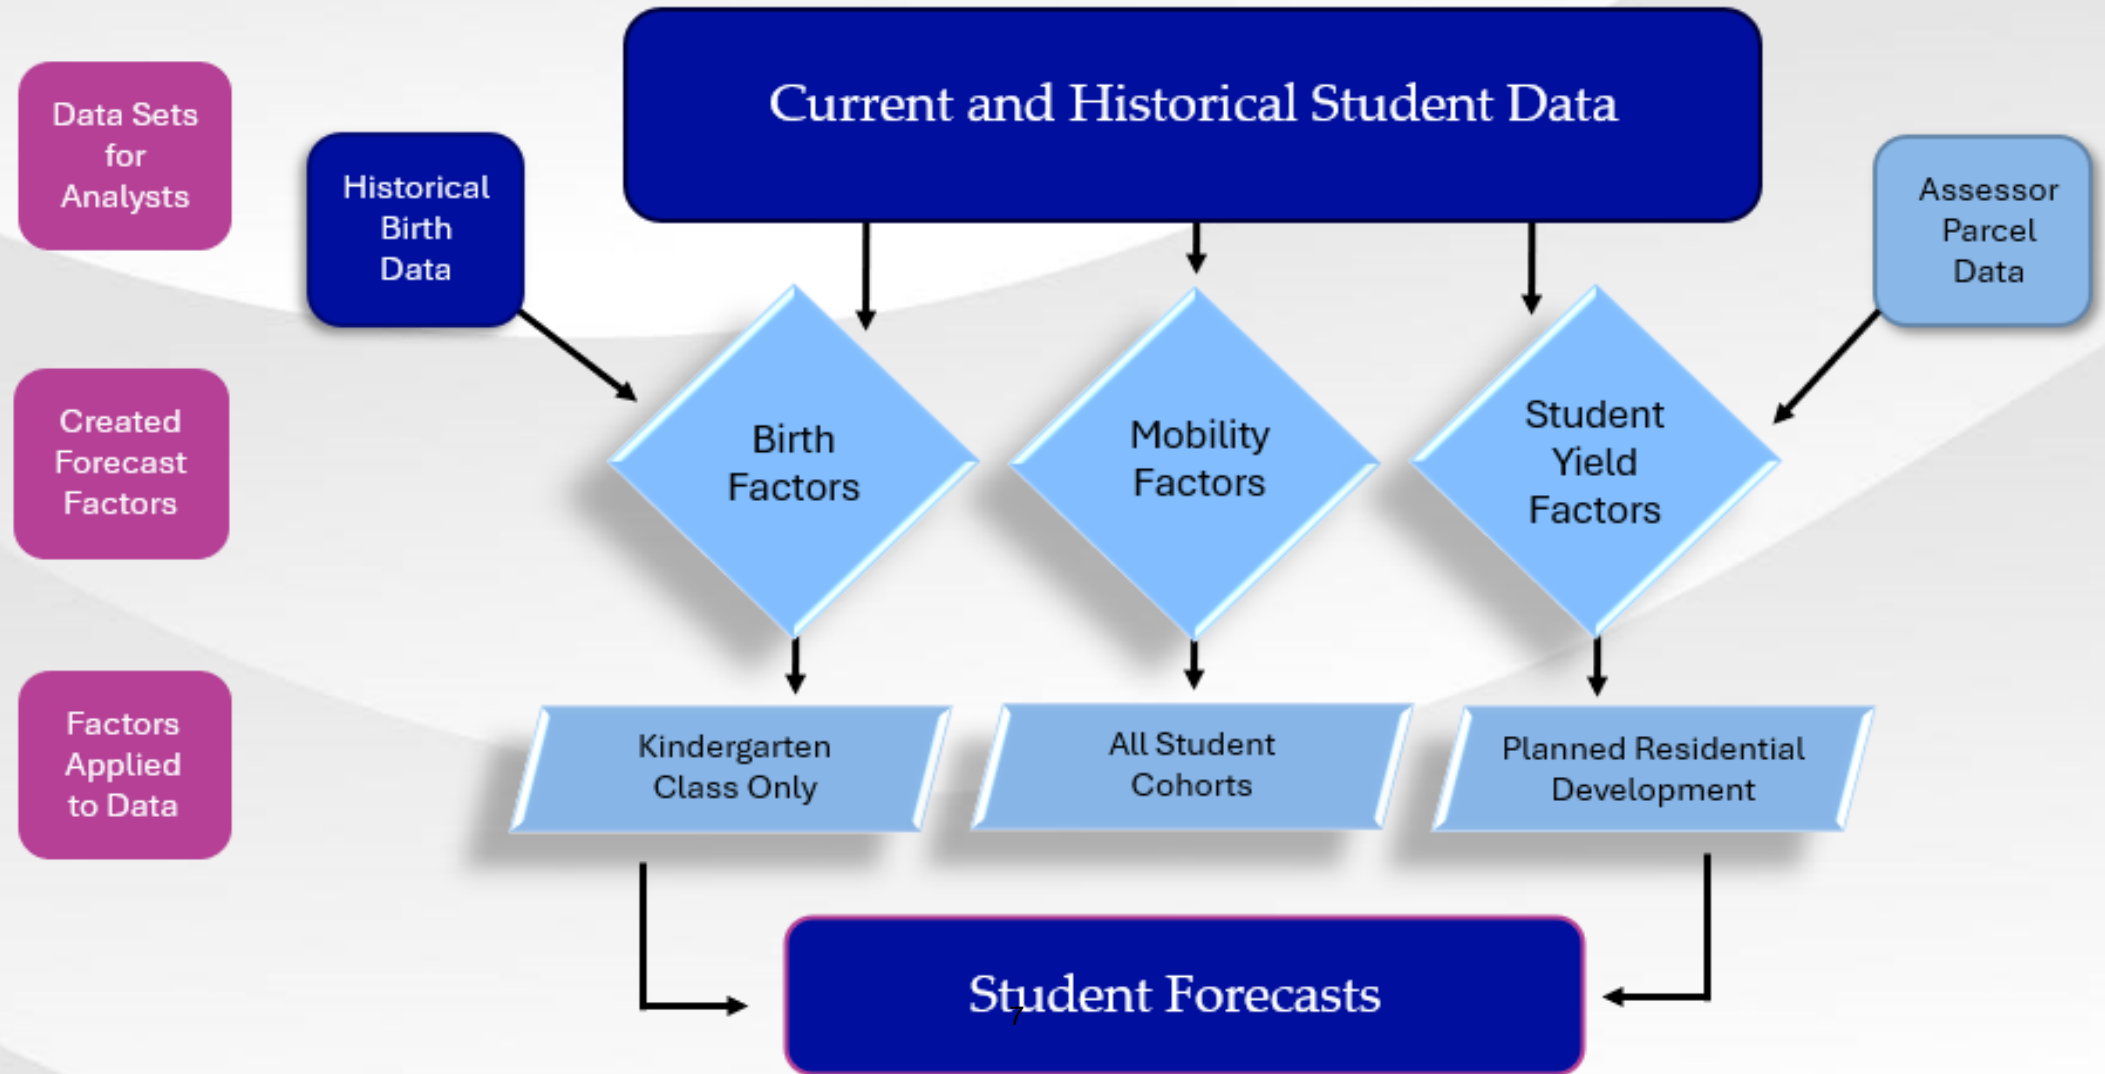 Current and Historical Student Data
Data Sets
for
Analysts
Historical
Birth
Data
Assessor
Parcel
Data
Created
Forecast
Factors
Birth
Factors
Mobility
Factors
Student
Yield
Factors
Factors
Applied
to Data
Kindergarten
Class Only
All Student
Cohorts
Planned Residential
Development
Student Forecasts
7